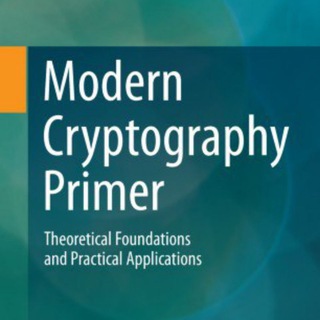 Modern
Cryptography
Primer
Theoretical Foundations
and Practical Applications